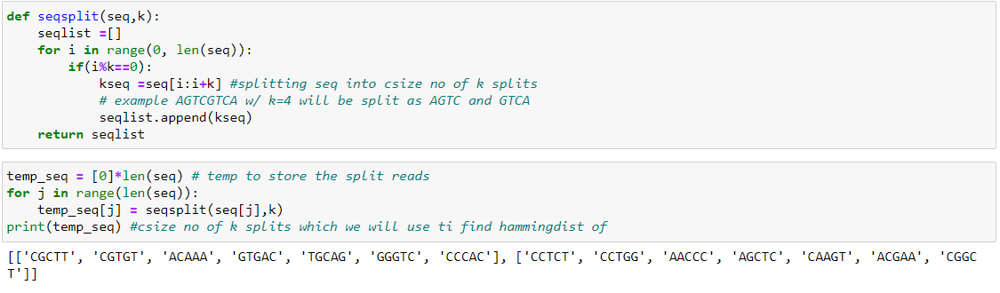 def seqsplit(seq,k):
    seqlist =[]
    for i in range(0, len(seq)):
        if(i%k==0):
            kseq =seq[i:i+k] #splitting seq into csize no of k splits
            # example AGTCGTCA w/ k=4 will be split as AGTC and GTCA
            seqlist.append(kseq)
    return seqlist
temp_seq = [0]*len(seq) # temp to store the split reads
for j in range(len(seq)):
    temp_seq[j] = seqsplit(seq[j],k)
print(temp_seq) #csize no of k splits which we will use ti find hammingdist of
[['CGCTT', 'CGTGT', 'ACAAA', 'GTGAC', 'TGCAG', 'GGGTC', 'CCCAC'], ['CCTCT', 'CCTGG', 'AACCC', 'AGCTC', 'CAAGT', 'ACGAA', 'CGGC
T']]